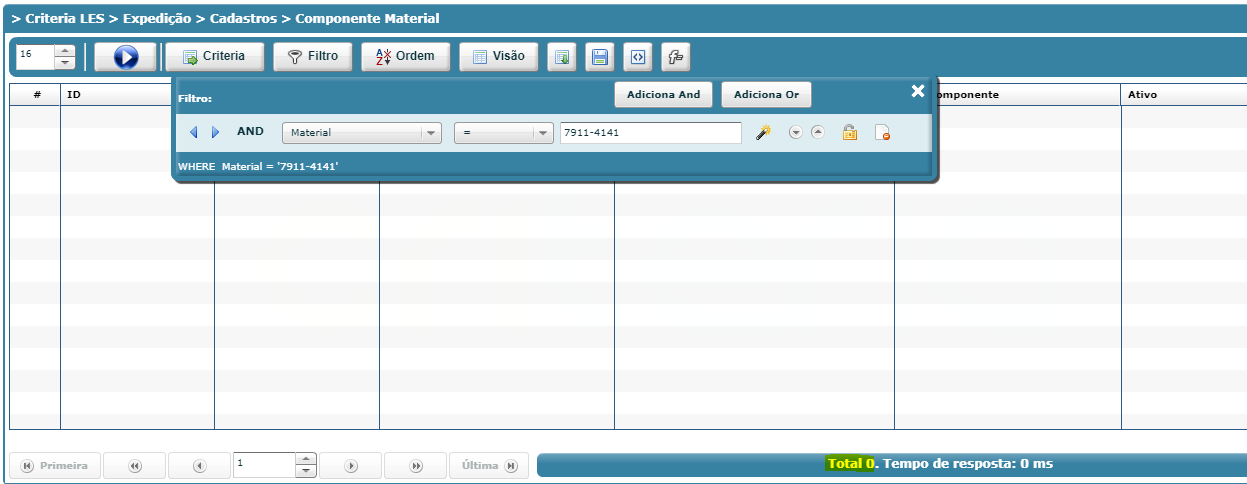 > Criteria LES > Expedição > Cadastros > Componente Material
16 Criteria Filtro Ordem Visão
# ID omponente Ativo
Filtro: Adiciona And Adiciona Or
AND Material = 7911-4141
WHERE Material = '7911-4141'
Primeira 1 Última Total 0. Tempo de resposta: 0 ms